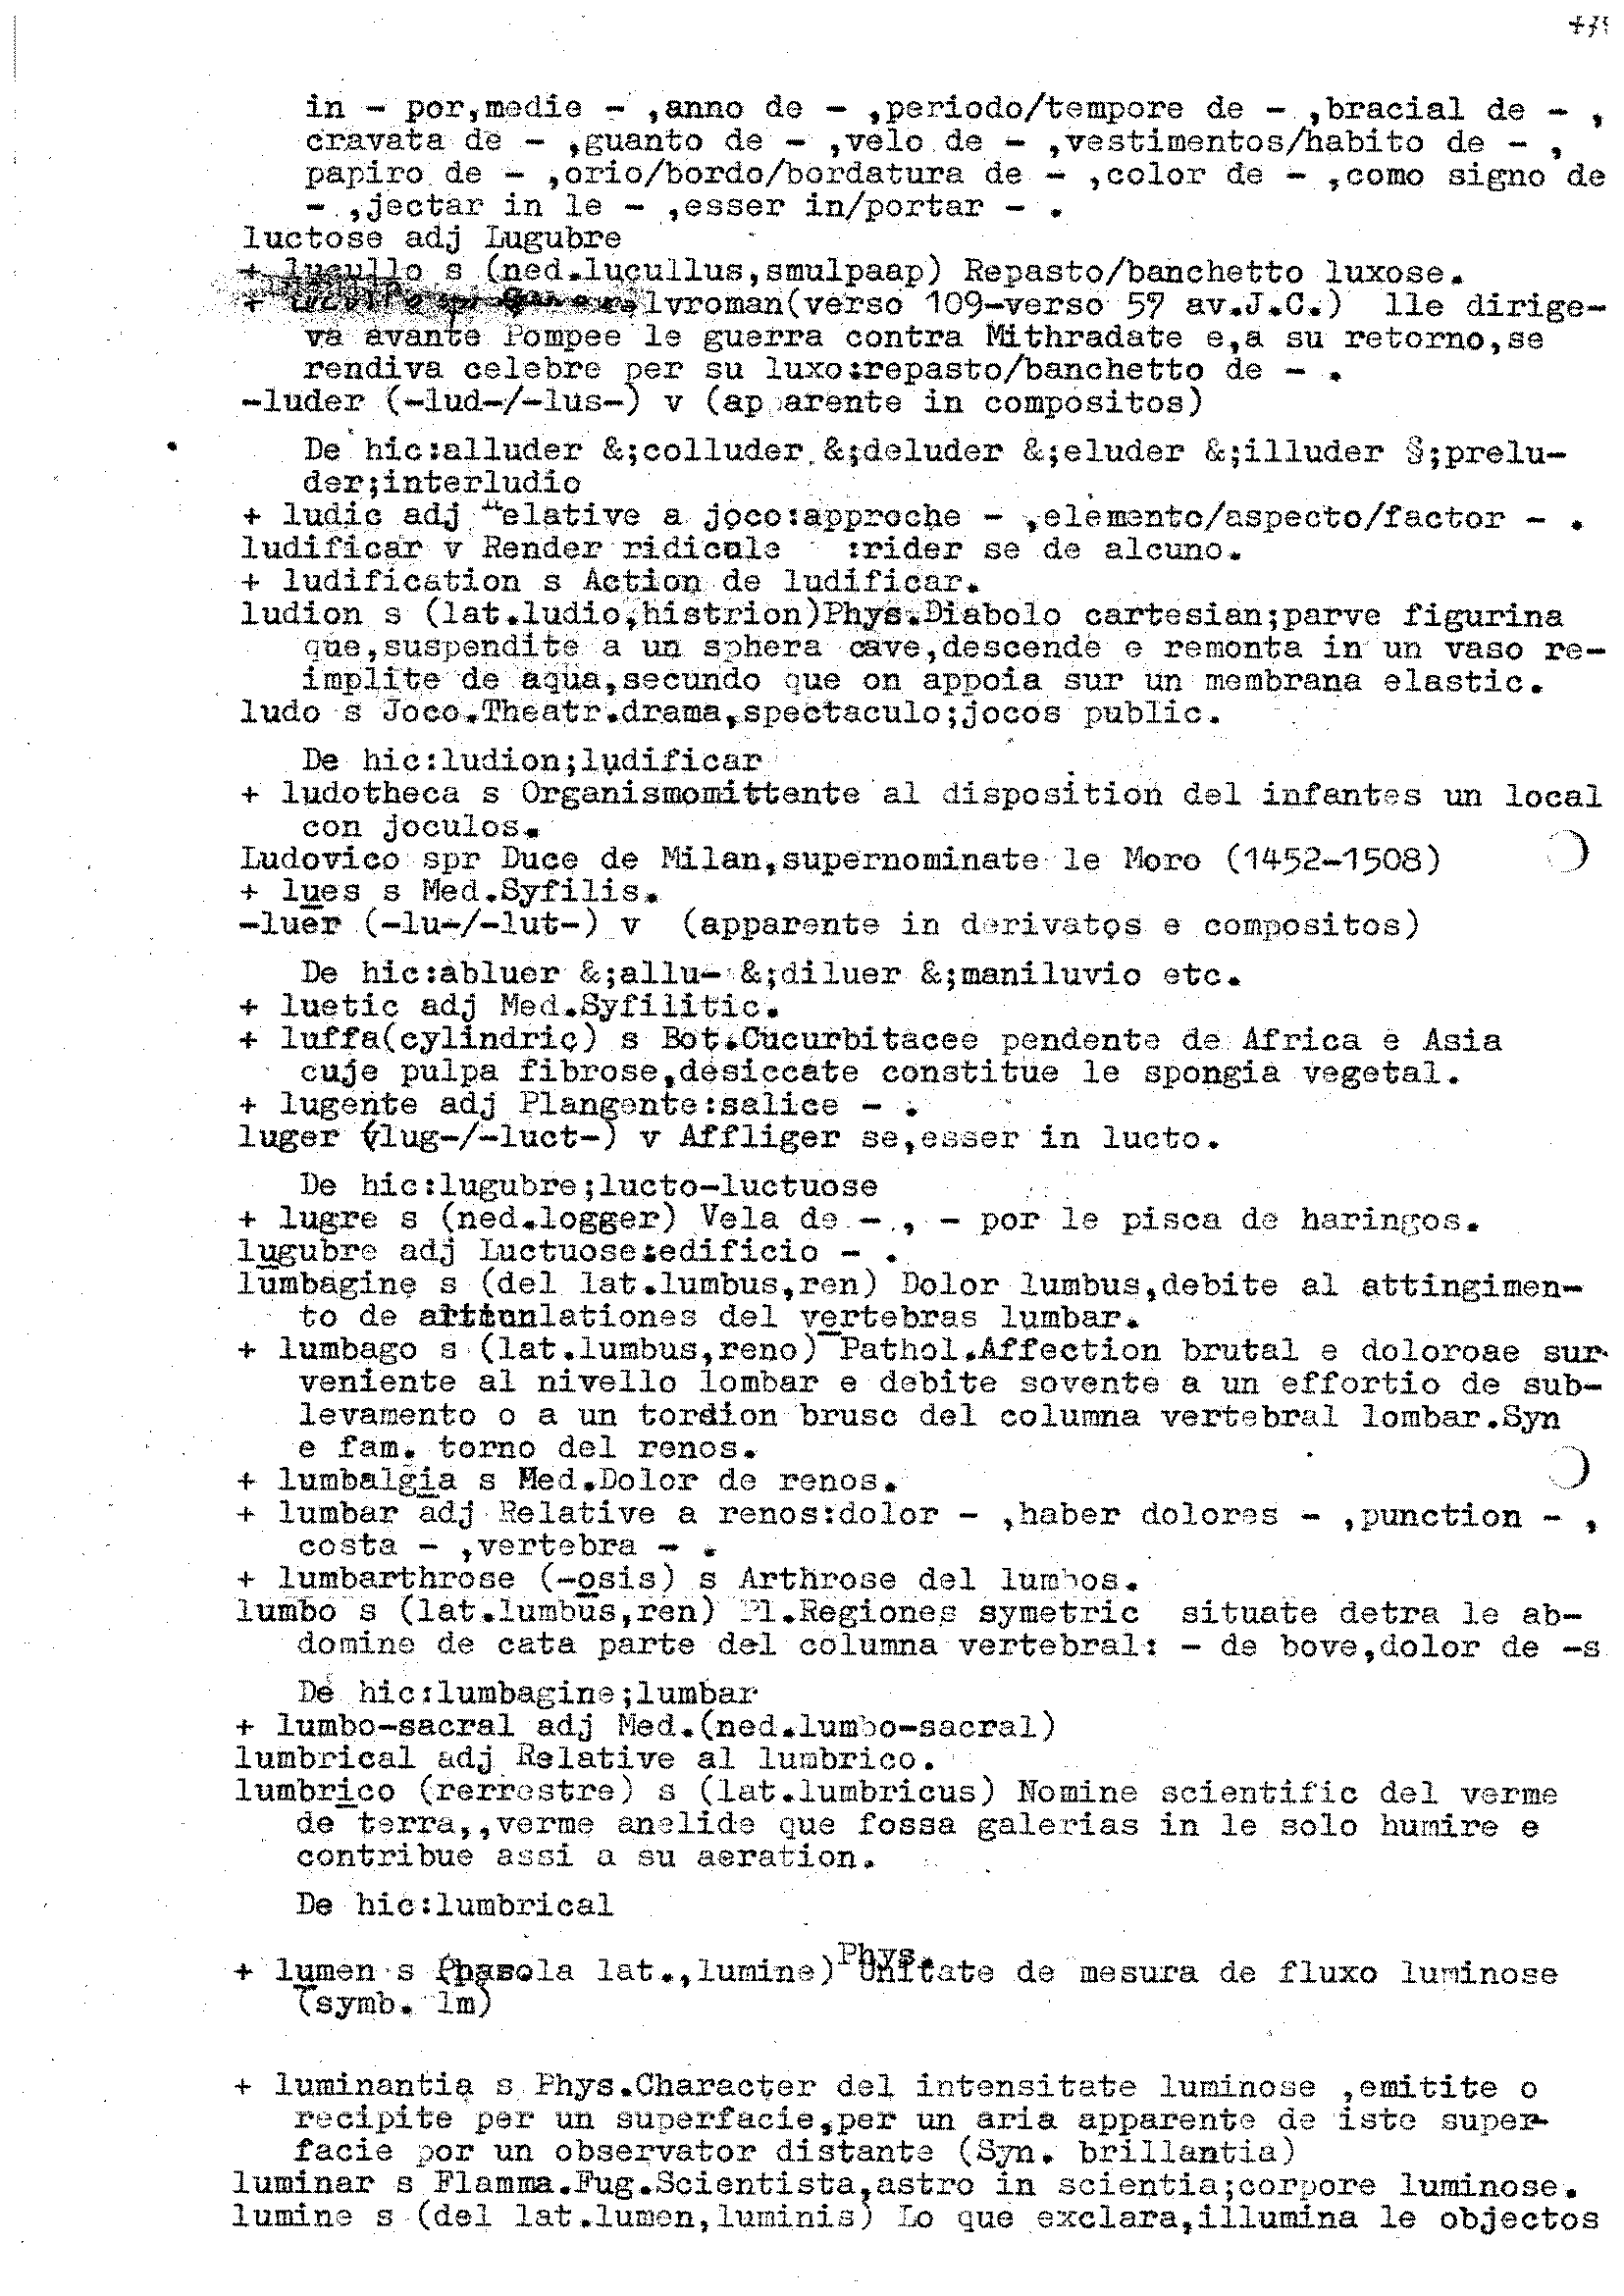 in - por,medie - ,anno de - ,periodo/tempore de - ,bracial de - ,
cravata de - ,guanto de - ,velo de - ,vestimentos/habito de - ,
papiro de - ,orio/bordo/bordatura de - ,color de - ,como signo de
- ,jectar in le - ,esser in/portar - .
luctose adj Lugubre
+ lucullo s (ned.lucullus,smulpaap) Repasto/banchetto luxose.
+ lvroman(verso 109-verso 57 av.J.C.) lle dirige-
va avante Pompee le guerra contra Mithradate e,a su retorno,se
rendiva celebre per su luxo:repasto/banchetto de - .
-luder (-lud-/-lus-) v (apparente in compositos)
De hic:alluder &;colluder &;deluder &;eluder &;illuder §;prelu-
der;interludio
+ ludic adj Relative a joco:approche - ,elemento/aspecto/factor - .
ludificar v Render ridicule :rider se de alcuno.
+ ludification s Action de ludificar.
ludion s (lat.ludio,histrion)Phys.Diabolo cartesian;parve figurina
que,suspendite a un sphera cave,descende e remonta in un vaso re-
implite de aqua,secundo que on appoia sur un membrana elastic.
ludo s Joco.Theatr.drama,spectaculo;jocos public.
De hic:ludion;ludificar
+ ludotheca s Organismomittente al disposition del infantes un local
con joculos.
Ludovico spr Duce de Milan,supernominate le Moro (1452-1508)
+ lues s Med.Syfilis.
-luer (-lu-/-lut-) v (apparente in derivatos e compositos)
De hic:abluer &;allu- &;diluer &;maniluvio etc.
+ luetic adj Med.Syfilitic.
+ luffa(cylindric) s Bot.Cucurbitacee pendente de Africa e Asia
cuje pulpa fibrose,desiccate constitue le spongia vegetal.
+ lugente adj Plangente:salice - .
luger (lug-/-luct-) v Affliger se,esser in lucto.
De hic:lugubre;lucto-luctuose
+ lugre s (ned.logger) Vela de - , - por le pisca de haringos.
lugubre adj Luctuose:edificio - .
lumbagine s (del lat.lumbus,ren) Dolor lumbus,debite al attingimen-
to de del vertebras lumbar.
+ lumbago s (lat.lumbus,reno) Pathol.Affection brutal e dolorose sur-
veniente al nivello lombar e debite sovente a un effortio de sub-
levamento o a un tordion brusc del columna vertebral lombar.Syn
e fam. torno del renos.
+ lumbalgia s Med.Dolor de renos.
+ lumbar adj Relative a renos:dolor - ,haber dolores - ,punction - ,
costa - ,vertebra - .
+ lumbarthrose (-osis) s Arthrose del lumbos.
lumbo s (lat.lumbus,ren) Pl.Regiones symetric situate detra le ab-
domine de cata parte del columna vertebral: - de bove,dolor de -s
De hic:lumbagine;lumbar
+ lumbo-sacral adj Med.(ned.lumbo-sacral)
lumbrical adj Relative al lumbrico.
lumbrico (rerrestre) s (lat.lumbricus) Nomine scientific del verme
de terra,,verme anelide que fossa galerias in le solo humire e
contribue assi a su aeration.
De hic:lumbrical
+ lumen s lat.,lumine) Phys. Unitate de mesura de fluxo luminose
(symb. lm)
+ luminantia s Phys.Character del intensitate luminose ,emitite o
recipite per un superfacie,per un aria apparente de iste super-
facie por un observator distante (Syn. brillantia)
luminar s Flamma.Fug.Scientista,astro in scientia;corpore luminose.
lumine s (del lat.lumen,luminis) Lo que exclara,illumina le objectos